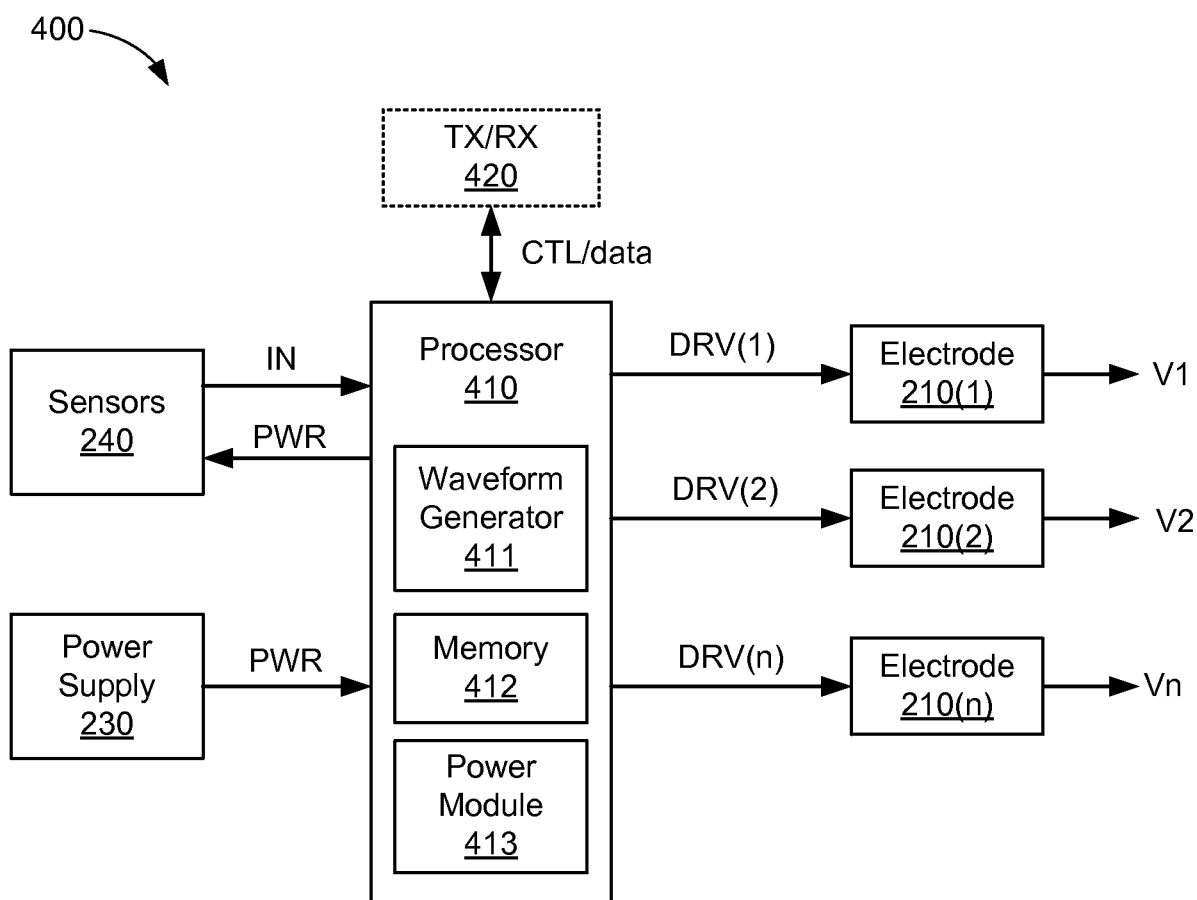 400
TX/RX
420
CTL/data
Sensors
240
IN
PWR
Power
Supply
230
PWR
Processor
410
Waveform
Generator
411
Memory
412
Power
Module
413
DRV(1)
Electrode
210(1)
V1
DRV(2)
Electrode
210(2)
V2
DRV(n)
Electrode
210(n)
Vn